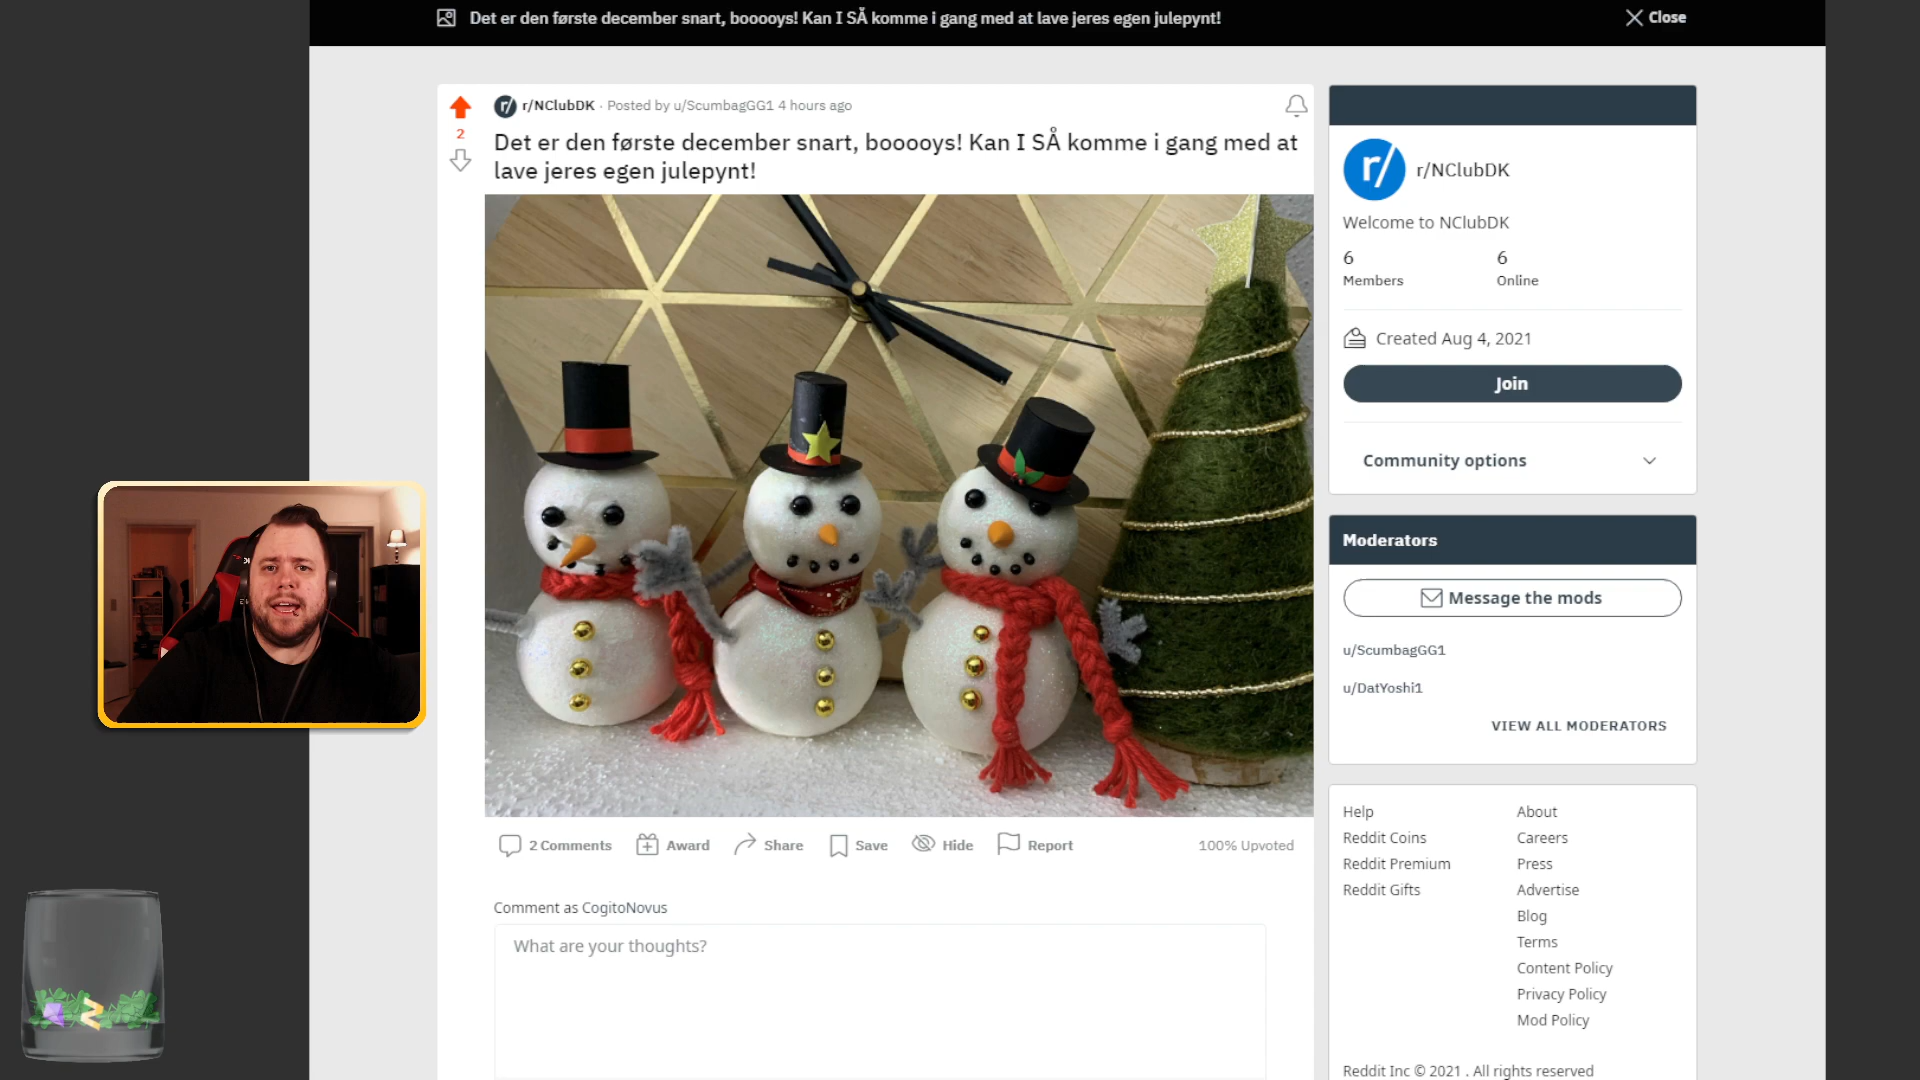 Det er den første december snart, booooys! Kan I SÅ komme i gang med at lave jeres egen julepynt!
Close
2
r/NClubDK · Posted by u/ScumbagGG1 4 hours ago
Det er den første december snart, booooys! Kan I SÅ komme i gang med at
lave jeres egen julepynt!
2 Comments
Award
Share
Save
Hide
Report
100% Upvoted
Comment as CogitoNovus
What are your thoughts?
r/
r/NClubDK
Welcome to NClubDK
6
6
Members
Online
Created Aug 4, 2021
Join
Community options
Moderators
Message the mods
u/ScumbagGG1
u/DatYoshi1
VIEW ALL MODERATORS
Help
About
Reddit Coins
Careers
Reddit Premium
Press
Reddit Gifts
Advertise
Blog
Terms
Content Policy
Privacy Policy
Mod Policy
Reddit Inc © 2021 . All rights reserved